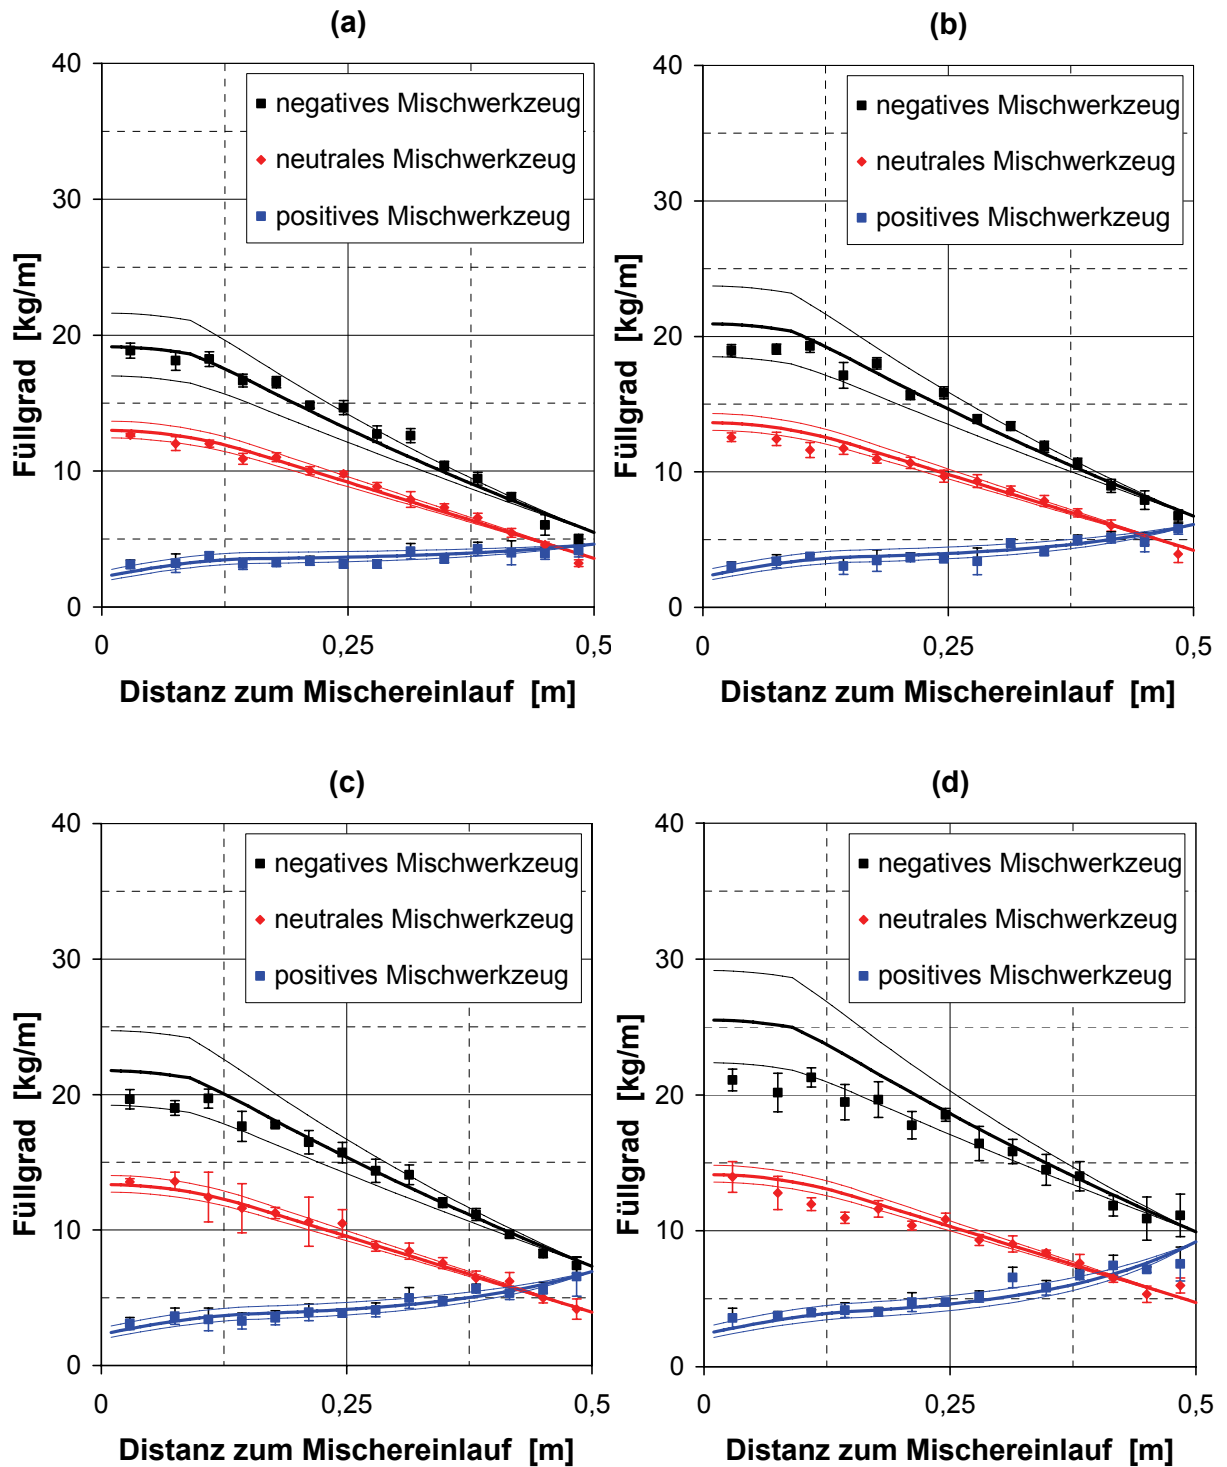 (a)
40
30
20
10
0
0
0,25
0,5
negatives Mischwerkzeug
neutrales Mischwerkzeug
positives Mischwerkzeug
Füllgrad [kg/m]
Distanz zum Mischereinlauf [m]
(b)
40
30
20
10
0
0
0,25
0,5
negatives Mischwerkzeug
neutrales Mischwerkzeug
positives Mischwerkzeug
Füllgrad [kg/m]
Distanz zum Mischereinlauf [m]
(c)
40
30
20
10
0
0
0,25
0,5
negatives Mischwerkzeug
neutrales Mischwerkzeug
positives Mischwerkzeug
Füllgrad [kg/m]
Distanz zum Mischereinlauf [m]
(d)
40
30
20
10
0
0
0,25
0,5
negatives Mischwerkzeug
neutrales Mischwerkzeug
positives Mischwerkzeug
Füllgrad [kg/m]
Distanz zum Mischereinlauf [m]